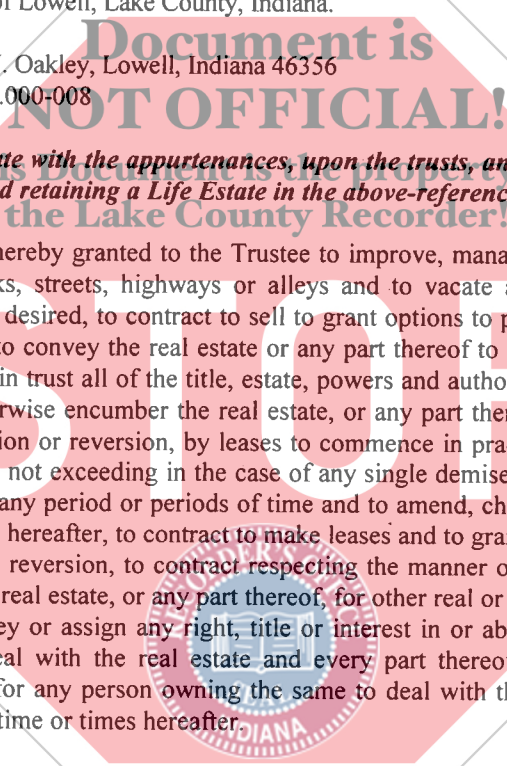 of Lowell, Lake County, Indiana.
Document is
. Oakley, Lowell, Indiana 46356
.000-008
NOT OFFICIAL!
te with the appurtenances, upon the trusts, an
s Document is the property
d retaining a Life Estate in the above-referenc
the Lake County Recorder!
hereby granted to the Trustee to improve, mana
ks, streets, highways or alleys and to vacate a
STOP
desired, to contract to sell to grant options to p
to convey the real estate or any part thereof to
in trust all of the title, estate, powers and autho
rwise encumber the real estate, or any part ther
ion or reversion, by leases to commence in pra
not exceeding in the case of any single demise
any period or periods of time and to amend, ch
hereafter, to contract to make leases and to gra
reversion, to contract respecting the manner o
real estate, or any part thereof, for other real or
ey or assign any right, title or interest in or ab
eal with the real estate and every part thereo
for any person owning the same to deal with th
time or times hereafter.
RECORDER'S
SEAL
INDIANA